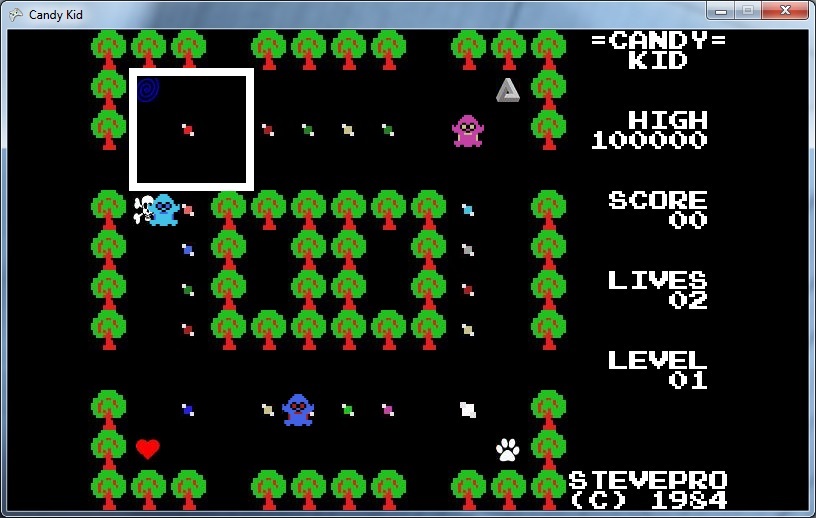 Candy Kid
=CANDY=
KID
HIGH
100000
SCORE
00
LIVES
02
LEVEL
01
STEVEPRO
(C) 1984